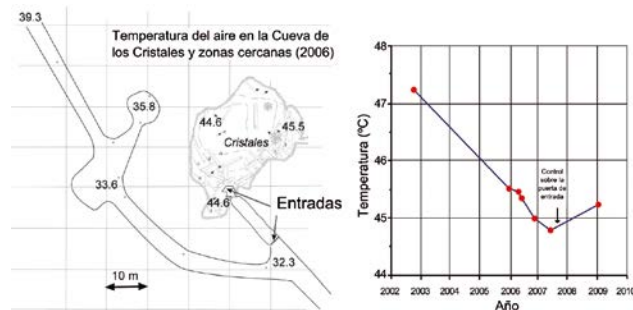 39.3
Temperatura del aire en la Cueva de
los Cristales y zonas cercanas (2006)
35.8
44.6
45.5
Cristales
33.6
44.6
Entradas
32.3
10 m
48
47
46
45
44
Temperatura (ºC)
Control
sobre la
puerta de
entrada
2002 2003 2004 2005 2006 2007 2008 2009 2010
Año